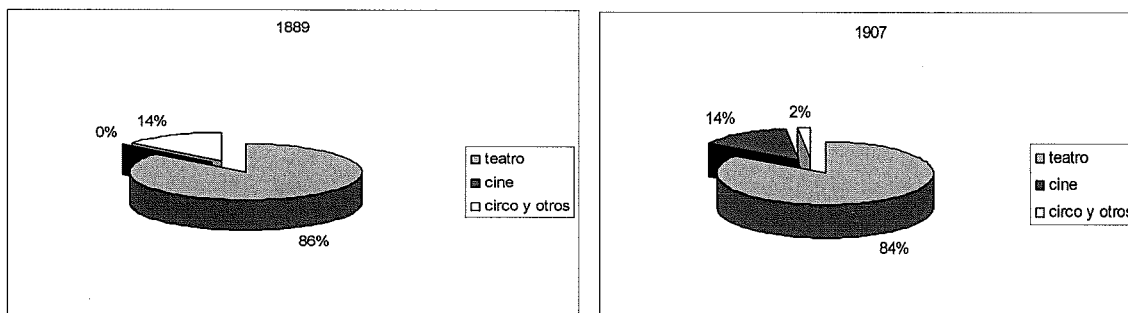 1889
0%
14%
86%
teatro
cine
circo y otros
1907
14%
2%
84%
teatro
cine
circo y otros